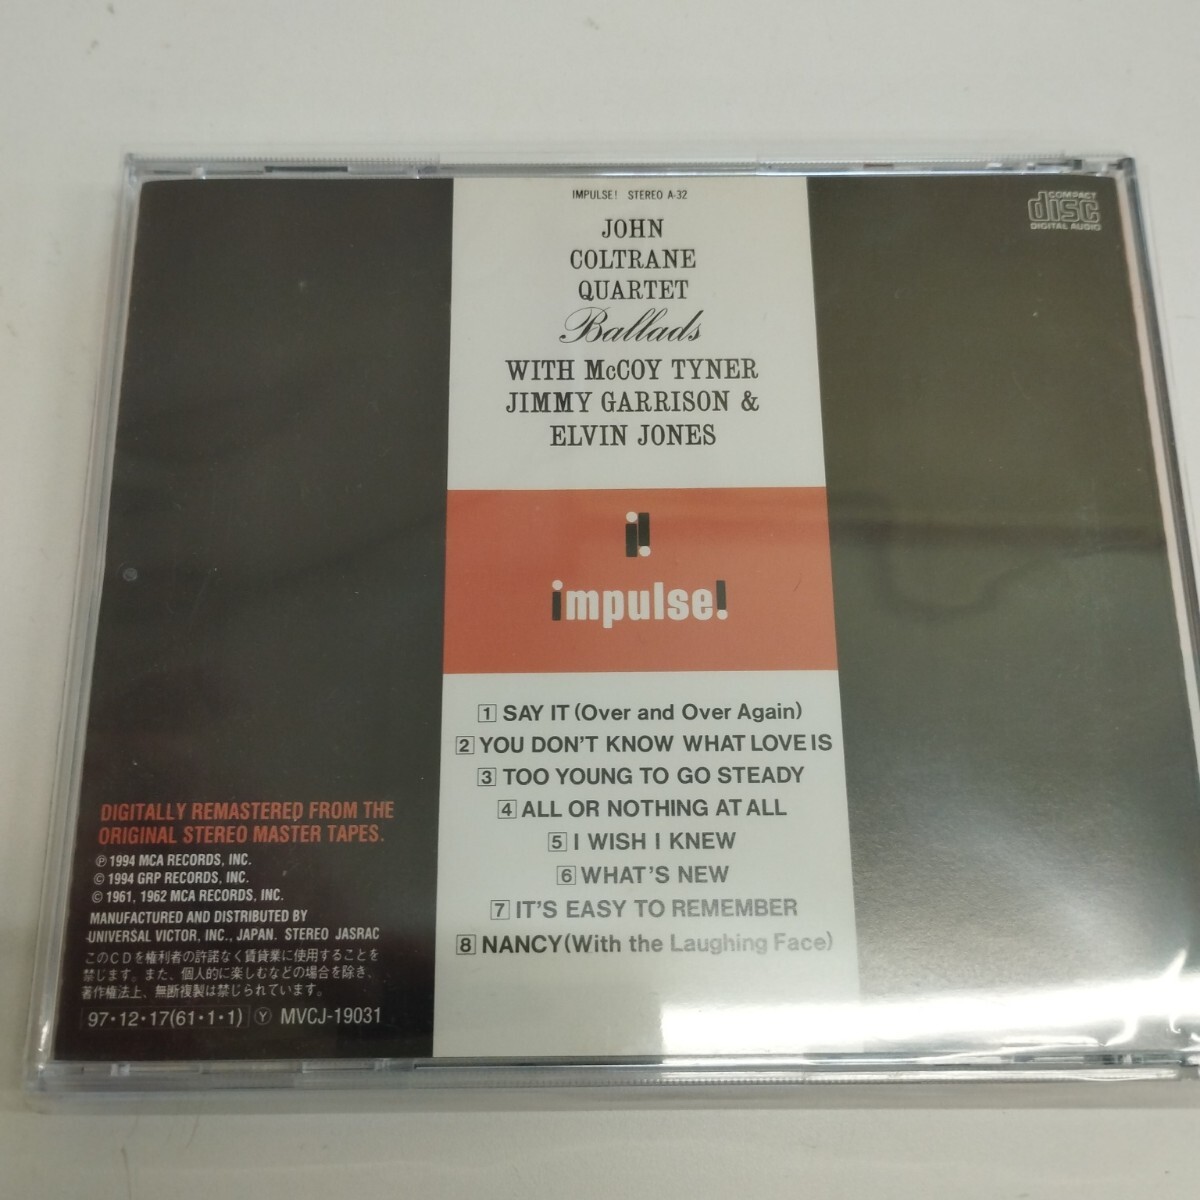 IMPULSE! STEREO A-32
JOHN
COLTRANE
QUARTET
Ballads
WITH McCOY TYNER
JIMMY GARRISON &
ELVIN JONES
COMPACT
disc
DIGITAL AUDIO
i!
impulse!
1 SAY IT (Over and Over Again)
2 YOU DON'T KNOW WHAT LOVE IS
3 TOO YOUNG TO GO STEADY
4 ALL OR NOTHING AT ALL
5 I WISH I KNEW
6 WHAT'S NEW
7 IT'S EASY TO REMEMBER
8 NANCY (With the Laughing Face)
DIGITALLY REMASTERED FROM THE
ORIGINAL STEREO MASTER TAPES.
℗ 1994 MCA RECORDS, INC.
© 1994 GRP RECORDS, INC.
© 1961, 1962 MCA RECORDS, INC.
MANUFACTURED AND DISTRIBUTED BY
UNIVERSAL VICTOR, INC., JAPAN. STEREO JASRAC
このCDを権利者の許諾なく賃貸業に使用することを
禁じます。また、個人的に楽しむなどの場合を除き、
著作権法上、無断複製は禁じられています。
97・12・17(61・1・1) Ⓨ MVCJ-19031